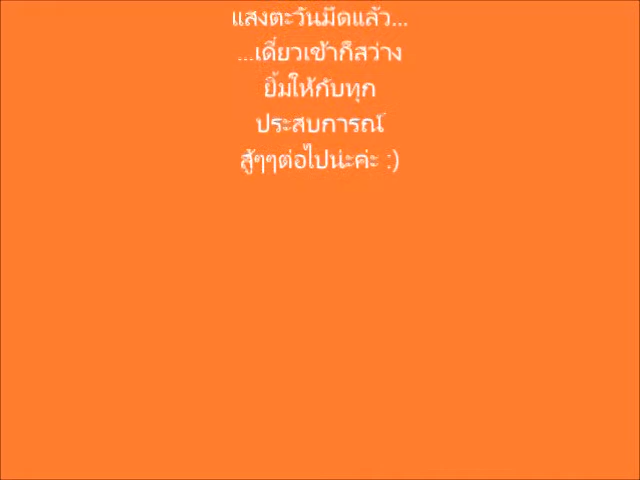 แสงตะวันมืดแล้ว...
...เดี๋ยวเช้าก็สว่าง
ยิ้มให้กับทุก
ประสบการณ์
สู้ๆๆต่อไปน่ะค่ะ :)